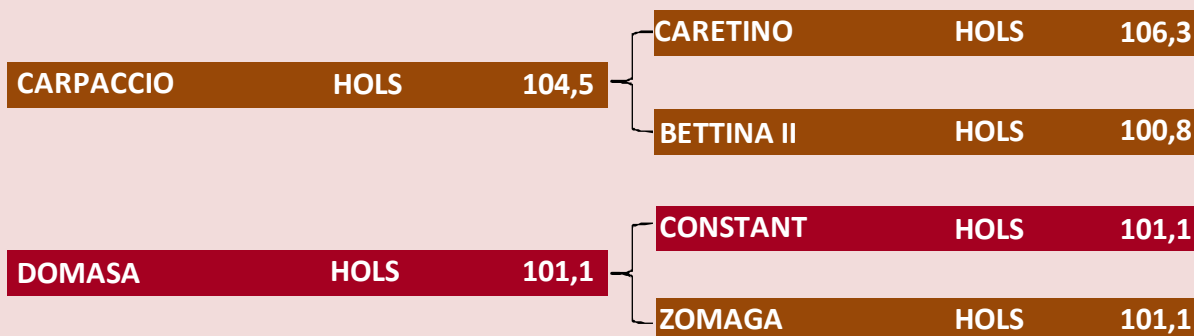 CARETINO HOLS 106,3
CARPACCIO HOLS 104,5
BETTINA II HOLS 100,8
CONSTANT HOLS 101,1
DOMASA HOLS 101,1
ZOMAGA HOLS 101,1